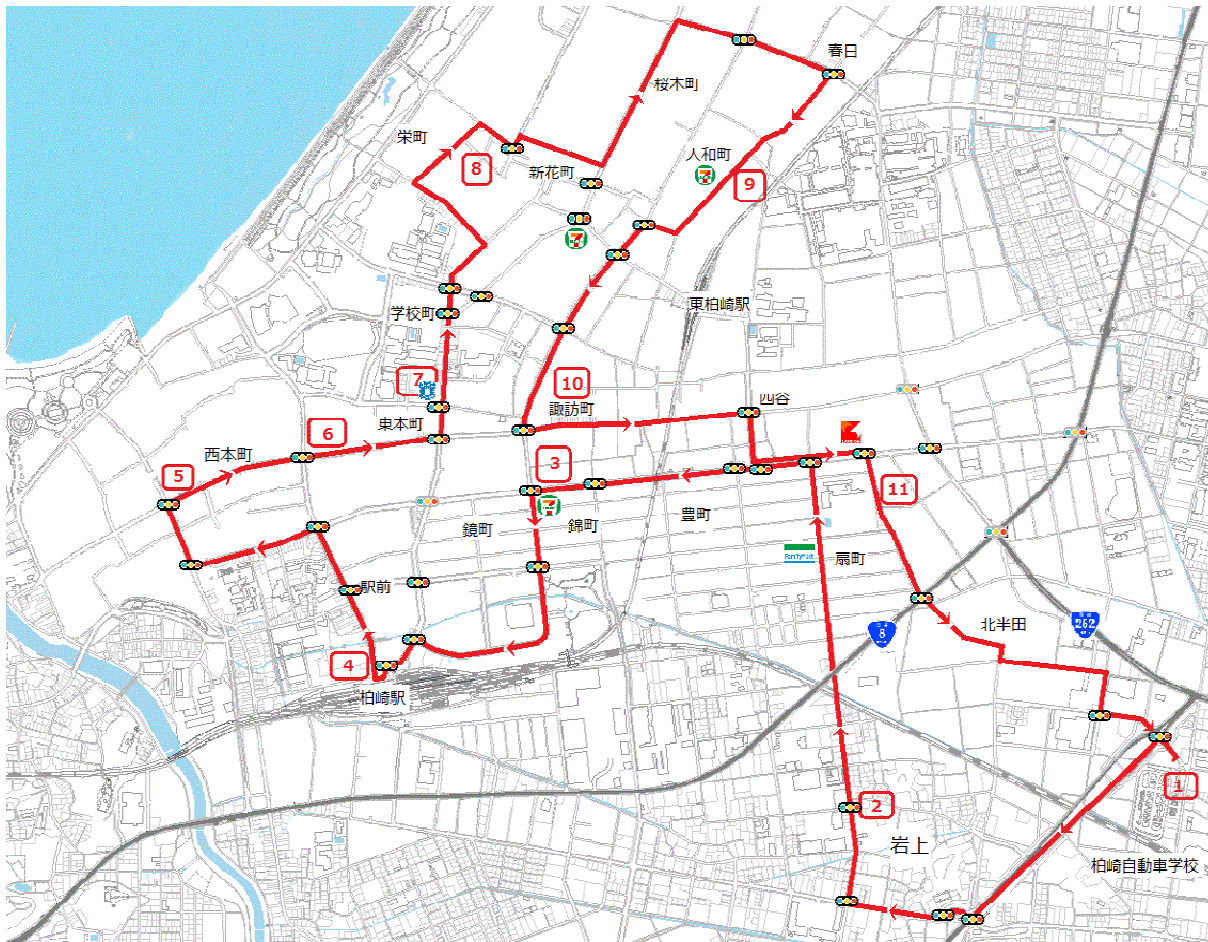 春日
桜木町
栄町
人和町
8
新花町
9
東柏崎駅
学校町
7
10
諏訪町
四谷
東本町
6
西本町
3
5
11
豊町
鏡町
錦町
扇町
FamilyMart
駅前
北半田
8
4
柏崎駅
1
2
岩上
柏崎自動車学校